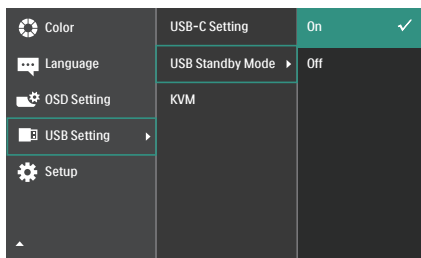 Color
Language
OSD Setting
USB Setting
Setup
USB-C Setting
USB Standby Mode
KVM
On
Off